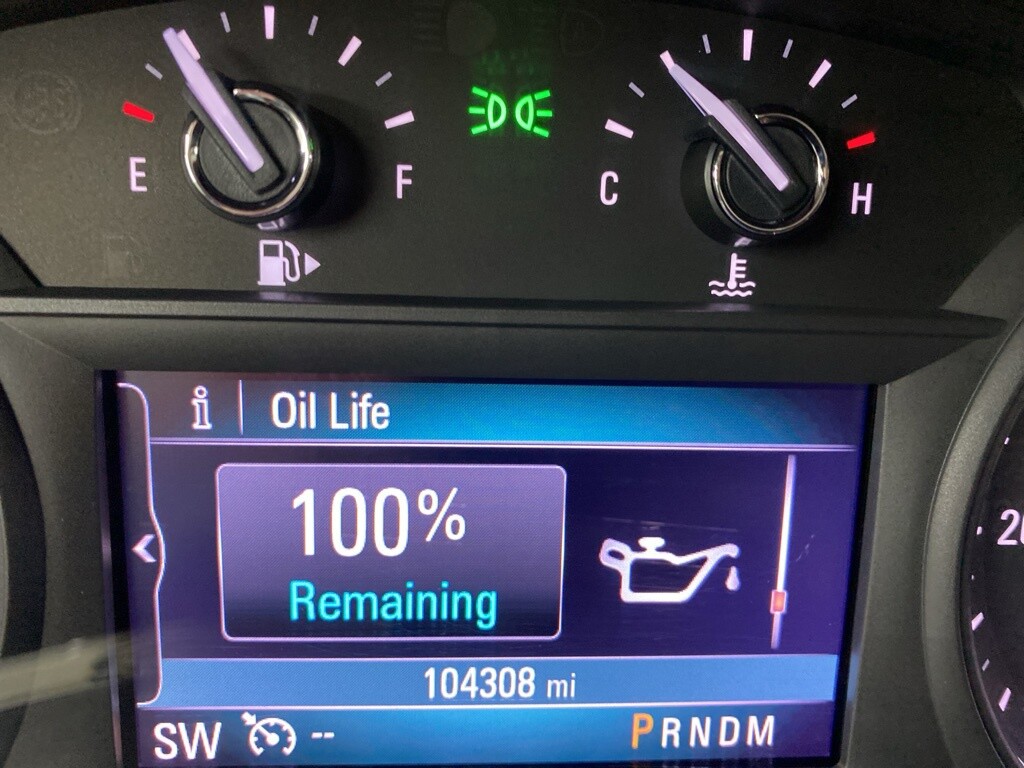 E F C H
i Oil Life
100%
Remaining
104308 mi
SW -- PRNDM